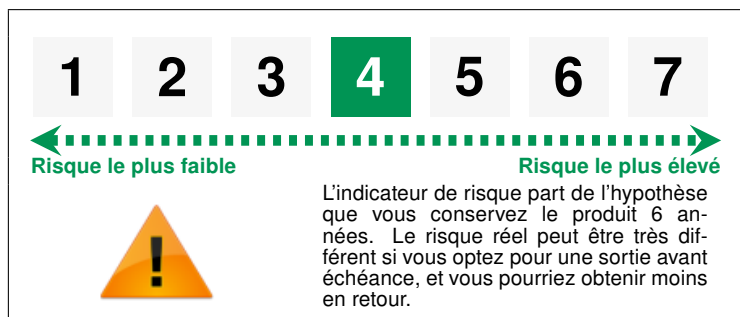 1 2 3 4 5 6 7
Risque le plus faible Risque le plus élevé
L'indicateur de risque part de l'hypothèse
que vous conservez le produit 6 an-
nées. Le risque réel peut être très dif-
férent si vous optez pour une sortie avant
échéance, et vous pourriez obtenir moins
en retour.